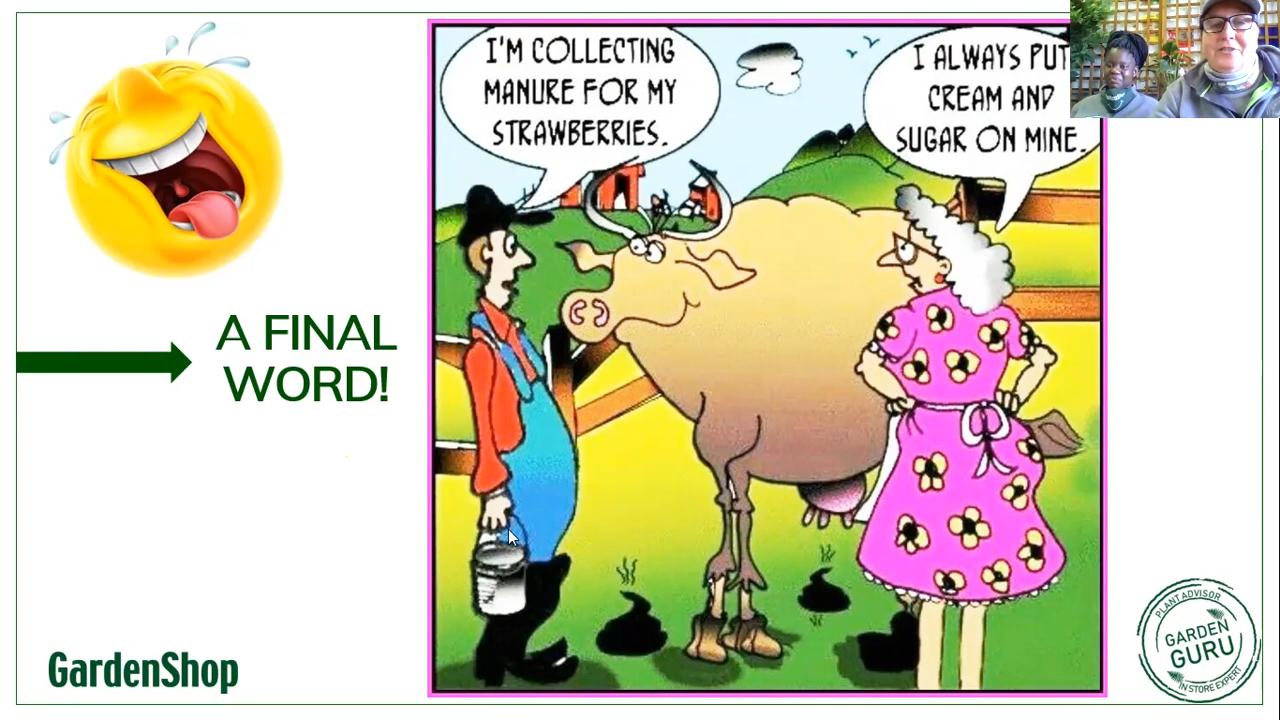 I'M COLLECTING
MANURE FOR MY
STRAWBERRIES.
I ALWAYS PUT
CREAM AND
SUGAR ON MINE.
A FINAL
WORD!
GardenShop
PLANT ADVISOR
GARDEN
GURU
IN STORE EXPERT